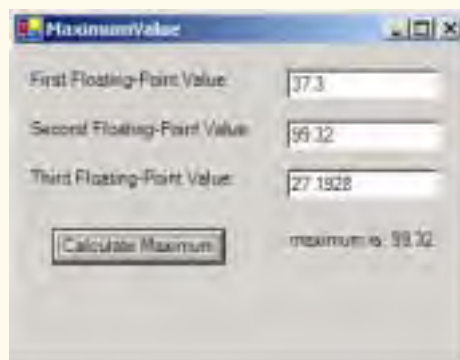 MaximumValue
First Floating-Point Value: 37.3
Second Floating-Point Value: 99.32
Third Floating-Point Value: 27.1928
Calculate Maximum maximum is: 99.32